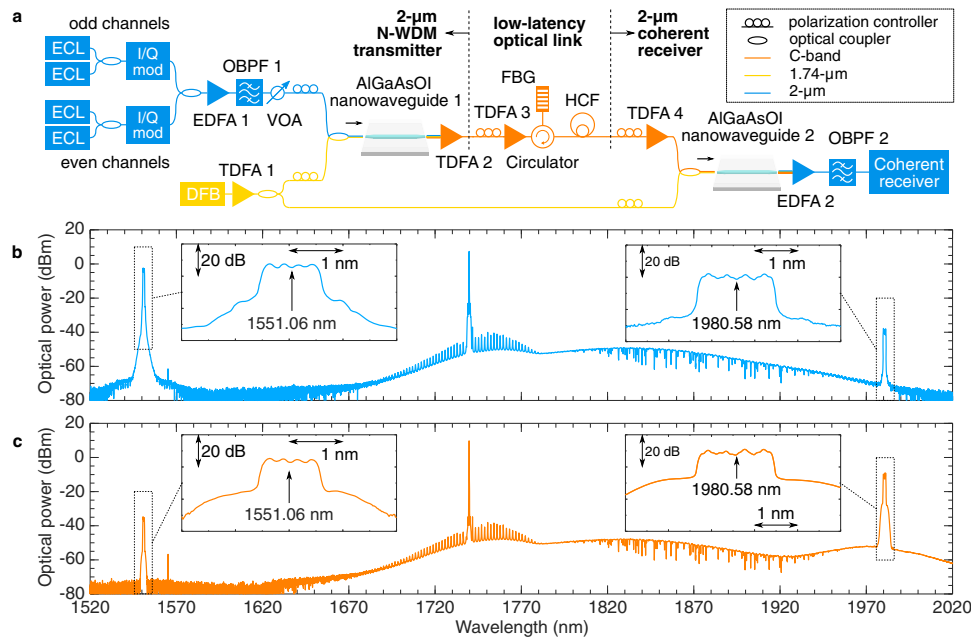 a
odd channels
ECL
ECL
I/Q
mod
ECL
ECL
I/Q
mod
even channels
OBPF 1
EDFA 1
VOA
TDFA 1
DFB
2-μm
N-WDM
transmitter
AlGaAsOI
nanowaveguide 1
TDFA 2
low-latency
optical link
FBG
TDFA 3
HCF
Circulator
2-μm
coherent
receiver
TDFA 4
AlGaAsOI
nanowaveguide 2
OBPF 2
EDFA 2
Coherent
receiver
polarization controller
optical coupler
C-band
1.74-μm
2-μm
b
Optical power (dBm)
20
0
-20
-40
-60
-80
20 dB
1 nm
1551.06 nm
20 dB
1 nm
1980.58 nm
c
Optical power (dBm)
20
0
-20
-40
-60
-80
20 dB
1 nm
1551.06 nm
20 dB
1980.58 nm
1 nm
1520 1570 1620 1670 1720 1770 1820 1870 1920 1970 2020
Wavelength (nm)